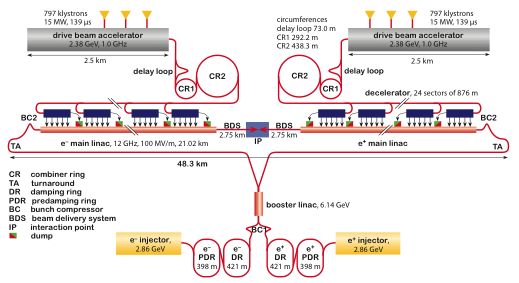 797 klystrons
15 MW, 139 µs
drive beam accelerator
2.38 GeV, 1.0 GHz
2.5 km
delay loop
CR1
CR2
circumferences
delay loop 73.0 m
CR1 292.2 m
CR2 438.3 m
797 klystrons
15 MW, 139 µs
drive beam accelerator
2.38 GeV, 1.0 GHz
2.5 km
delay loop
CR2
CR1
decelerator, 24 sectors of 876 m
BC2
BC2
BDS
2.75 km
BDS
2.75 km
IP
TA
e⁻ main linac, 12 GHz, 100 MV/m, 21.02 km
e⁺ main linac
TA
48.3 km
CR combiner ring
TA turnaround
DR damping ring
PDR predamping ring
BC bunch compressor
BDS beam delivery system
IP interaction point
dump
booster linac, 6.14 GeV
BC1
e⁻ injector,
2.86 GeV
e⁻
PDR
398 m
e⁻
DR
421 m
e⁺
DR
421 m
e⁺
PDR
398 m
e⁺ injector,
2.86 GeV